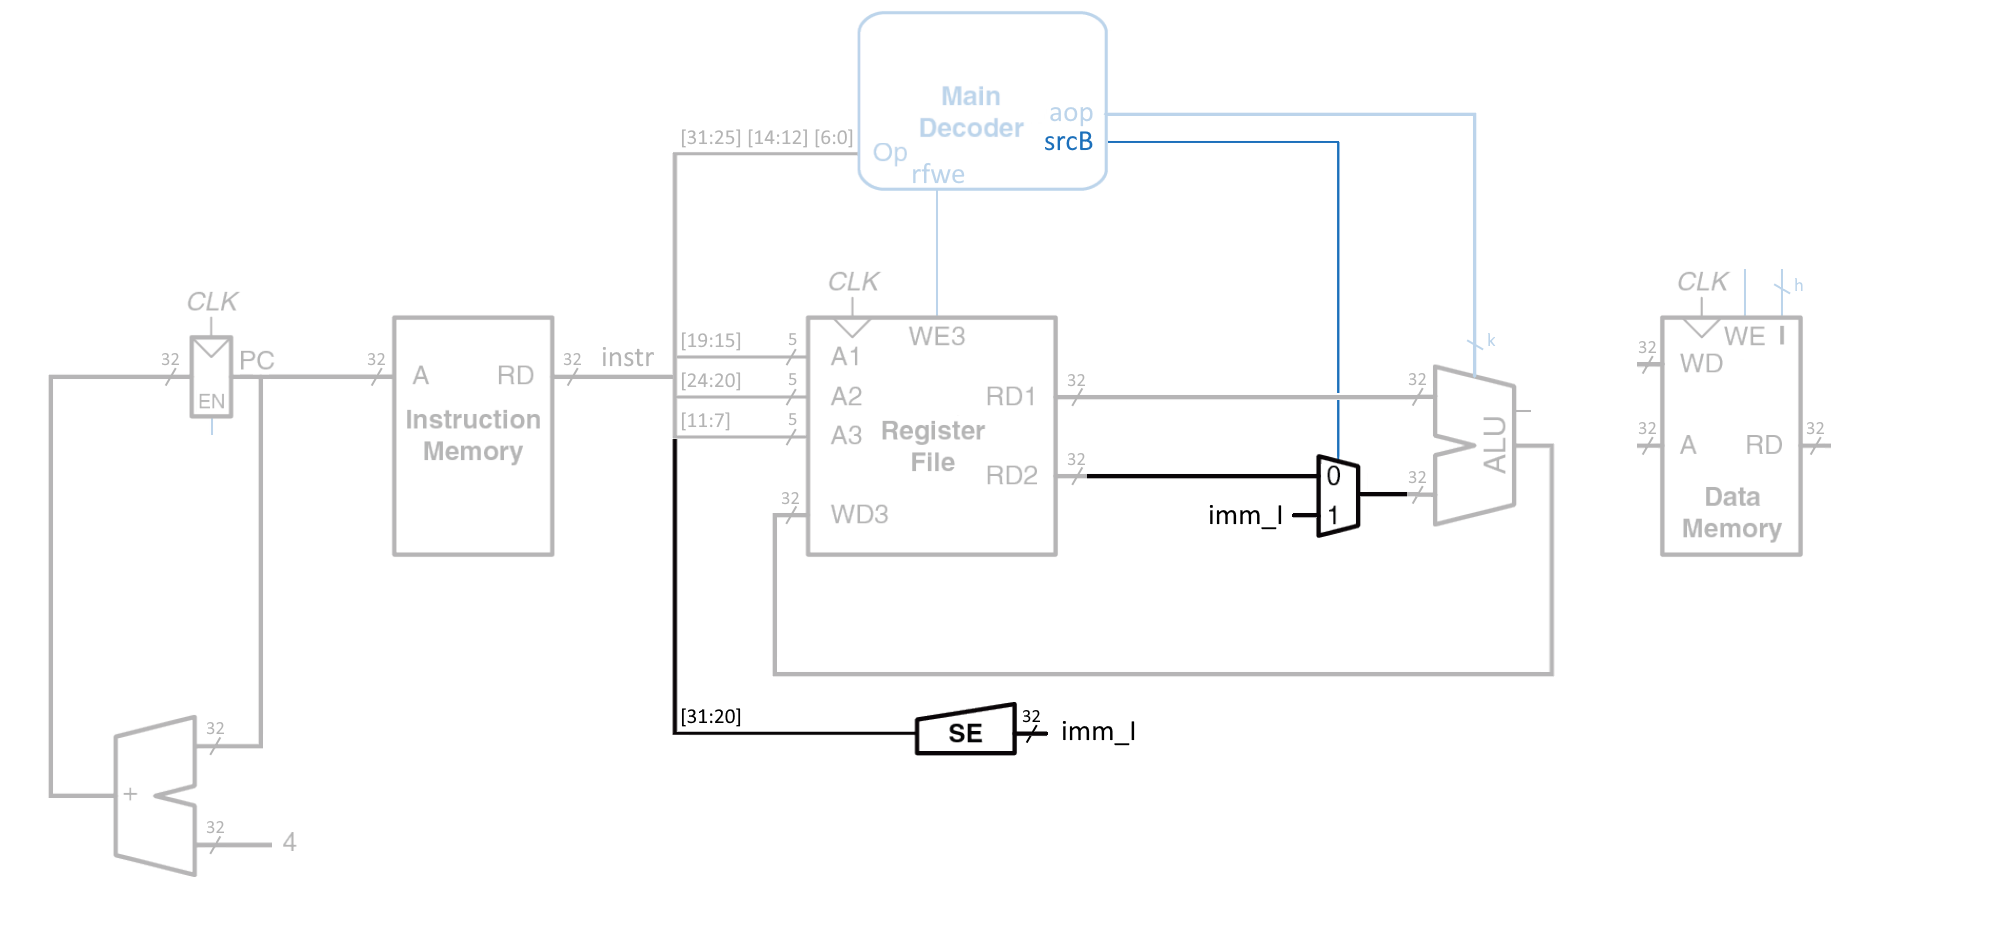 Main
Decoder
aop
srcB
Op
rfwe
[31:25] [14:12] [6:0]
CLK
32
PC
EN
32
A
RD
Instruction
Memory
32
instr
[19:15]
5
[24:20]
5
[11:7]
5
CLK
WE3
A1
A2
A3
RD1
Register
File
RD2
WD3
32
32
32
0
1
imm_I
k
32
32
ALU
CLK
h
WE
I
32
WD
32
A
RD
32
Data
Memory
[31:20]
SE
32
imm_I
32
+
32
4